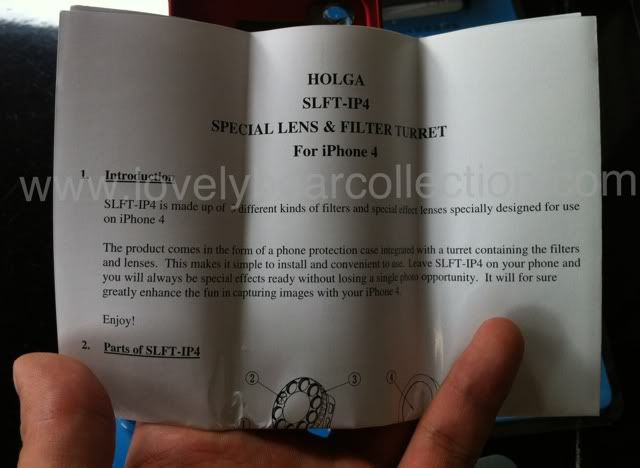 HOLGA
SLFT-IP4
SPECIAL LENS & FILTER TURRET
For iPhone 4
1. Introduction
SLFT-IP4 is made up of different kinds of filters and special effect lenses specially designed for use
on iPhone 4
The product comes in the form of a phone protection case integrated with a turret containing the filters
and lenses. This makes it simple to install and convenient to use. Leave SLFT-IP4 on your phone and
you will always be special effects ready without losing a single photo opportunity. It will for sure
greatly enhance the fun in capturing images with your iPhone 4.
Enjoy!
2. Parts of SLFT-IP4
2 3 4